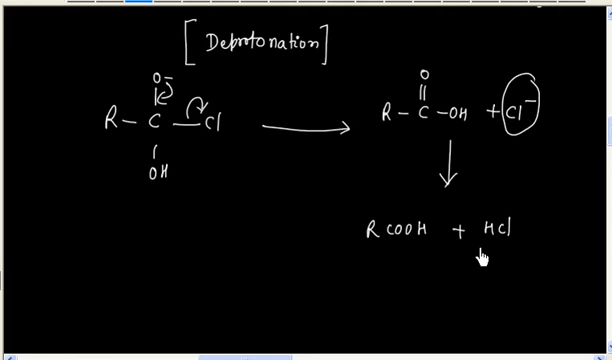 [Deprotonation]
O⁻
R – C – Cl
OH
O
R – C – OH + Cl⁻
RCOOH + HCl